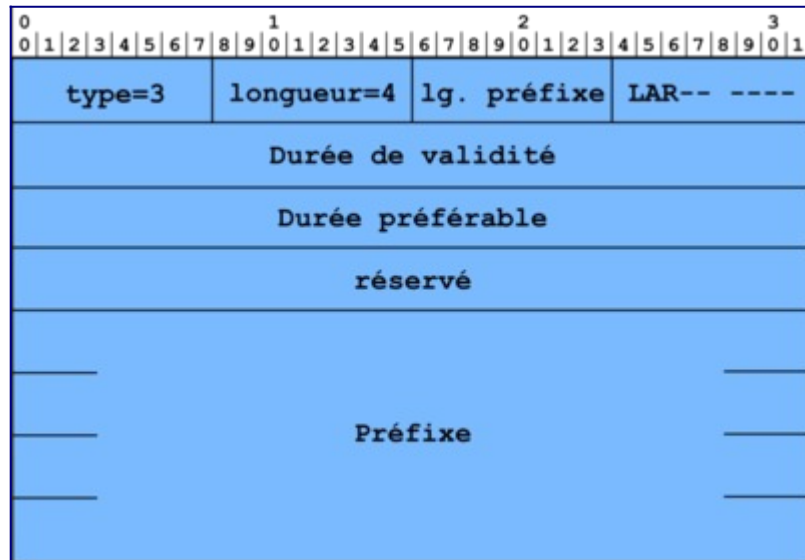 0 1 2 3
0|1|2|3|4|5|6|7|8|9|0|1|2|3|4|5|6|7|8|9|0|1|2|3|4|5|6|7|8|9|0|1
type=3 longueur=4 lg. préfixe LAR-- ----
Durée de validité
Durée préférable
réservé
Préfixe